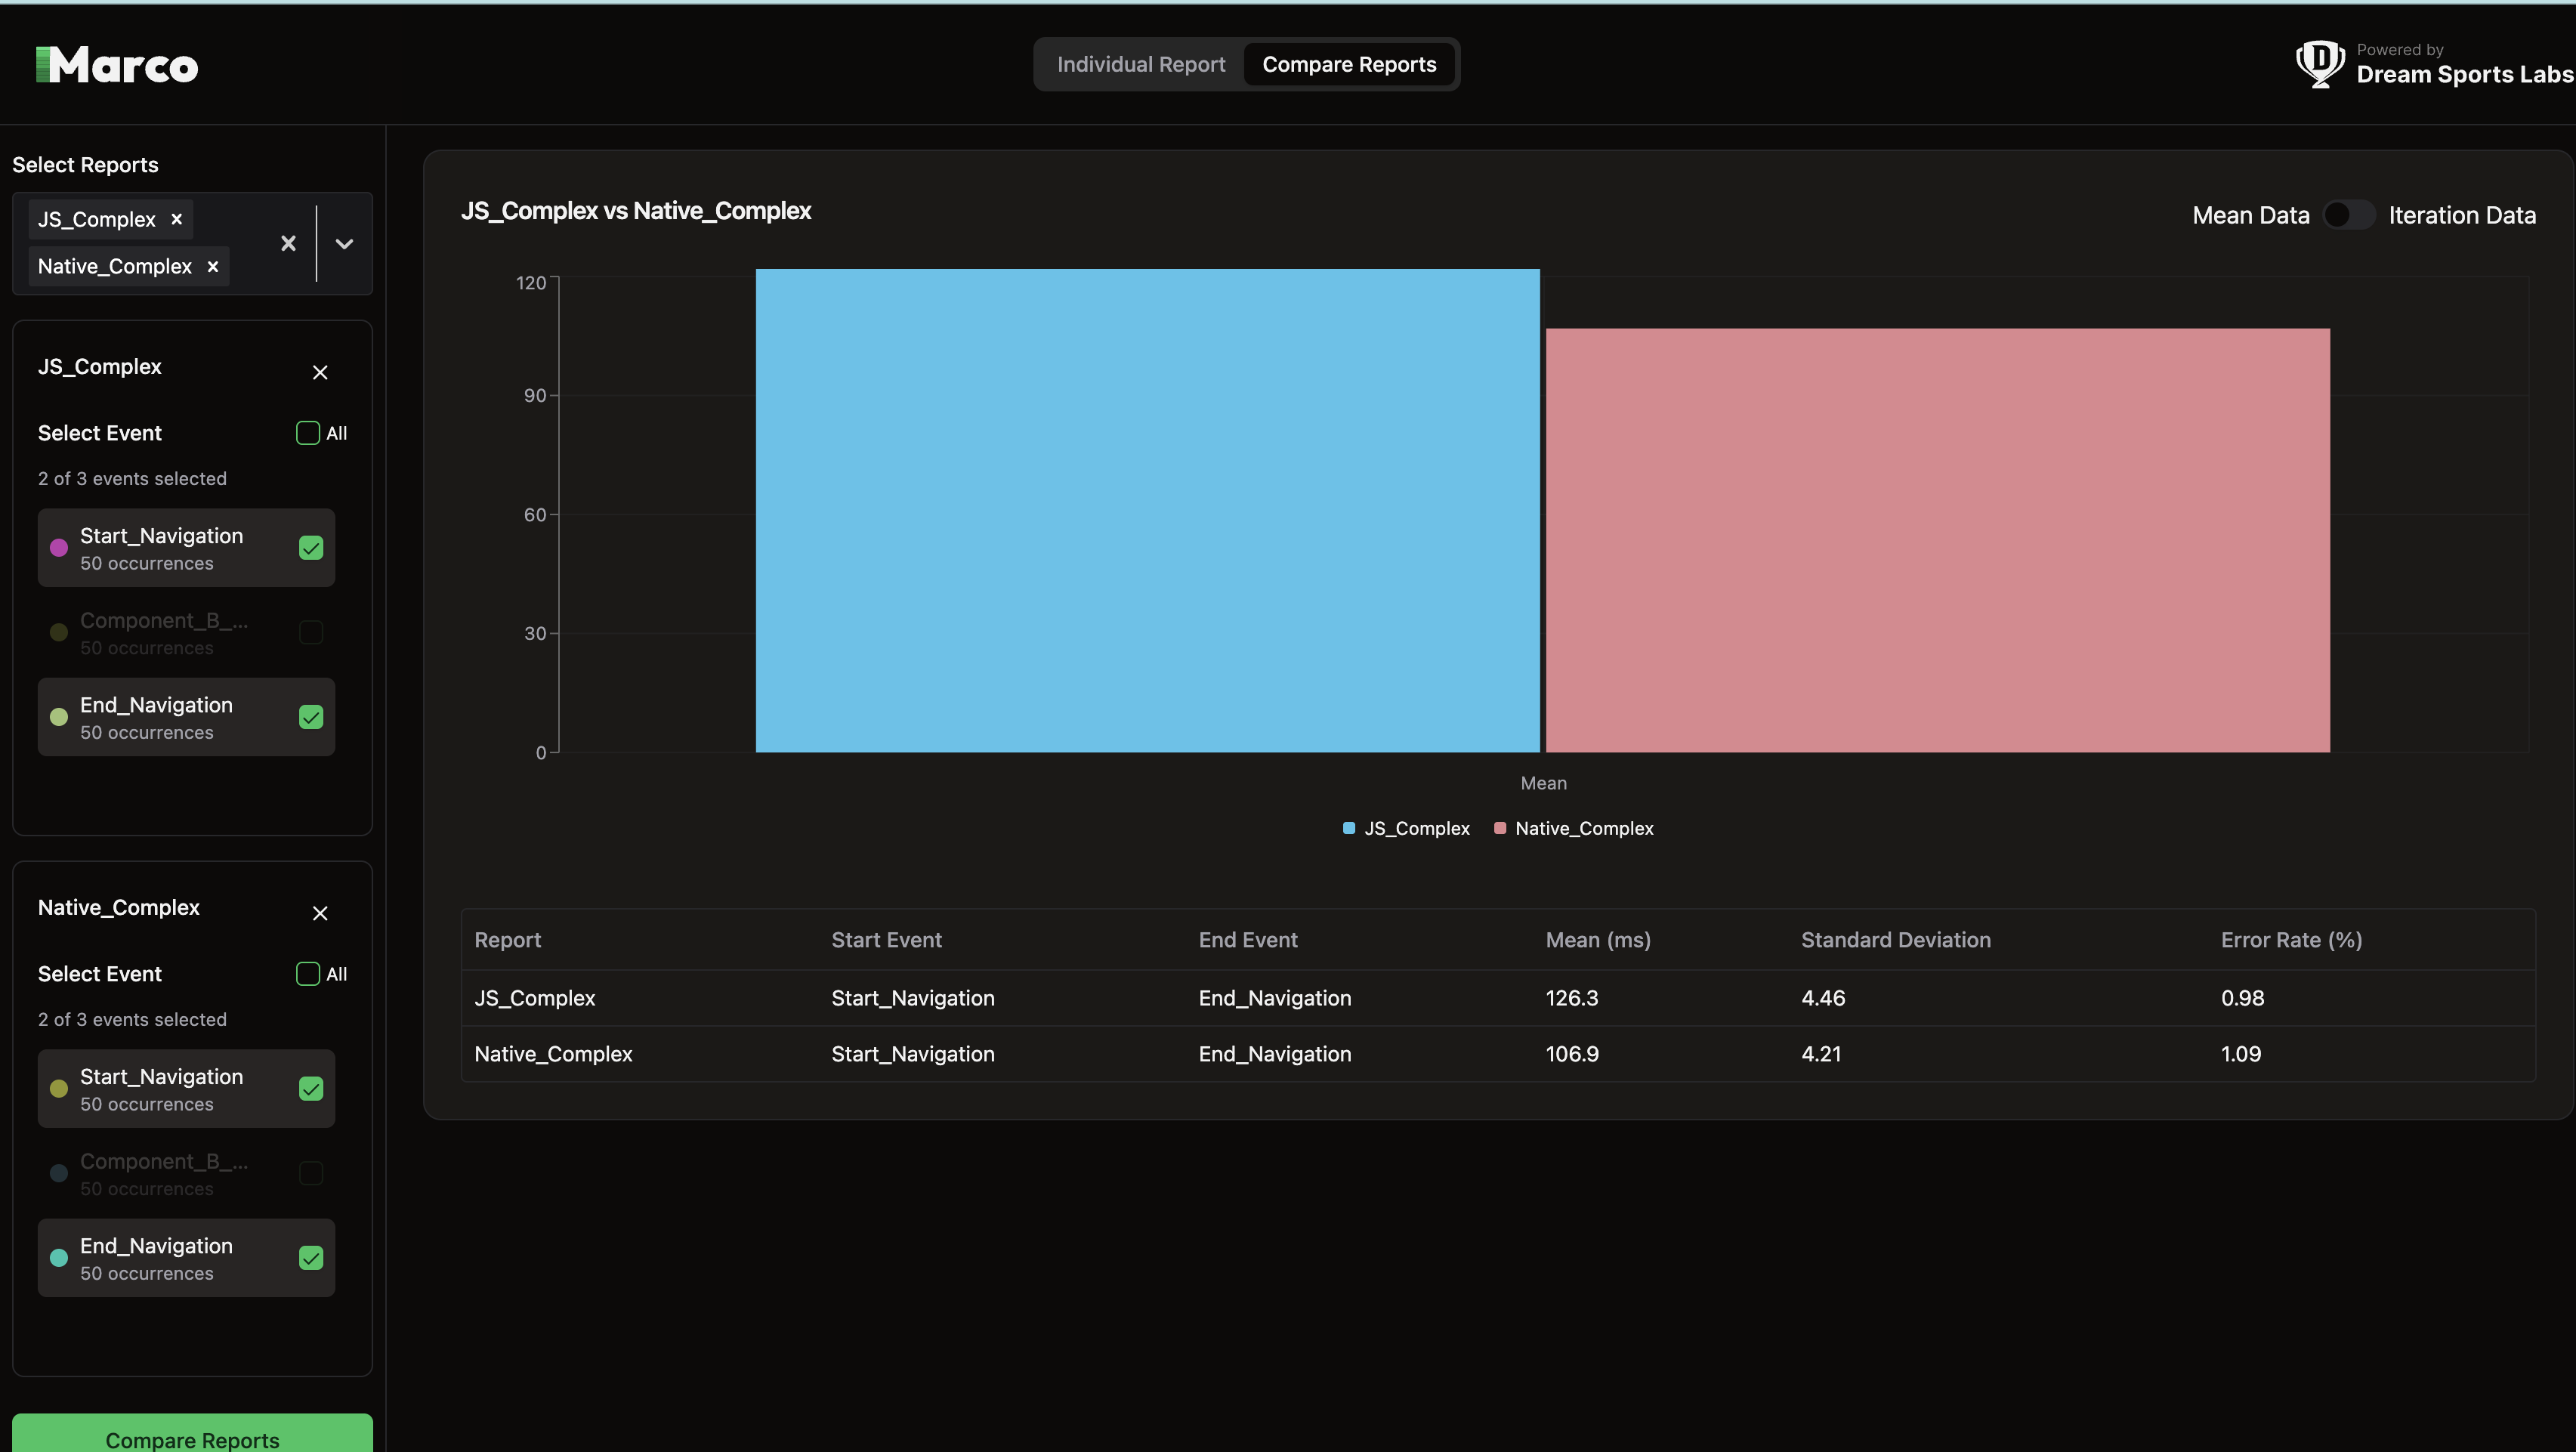 Marco
Individual Report
Compare Reports
Powered by
Dream Sports Labs
Select Reports
JS_Complex
Native_Complex
JS_Complex
Select Event
All
2 of 3 events selected
Start_Navigation
50 occurrences
Component_B_...
50 occurrences
End_Navigation
50 occurrences
Native_Complex
Select Event
All
2 of 3 events selected
Start_Navigation
50 occurrences
Component_B_...
50 occurrences
End_Navigation
50 occurrences
Compare Reports
JS_Complex vs Native_Complex
Mean Data
Iteration Data
120
90
60
30
0
Mean
JS_Complex
Native_Complex
Report Start Event End Event Mean (ms) Standard Deviation Error Rate (%)
JS_Complex Start_Navigation End_Navigation 126.3 4.46 0.98
Native_Complex Start_Navigation End_Navigation 106.9 4.21 1.09